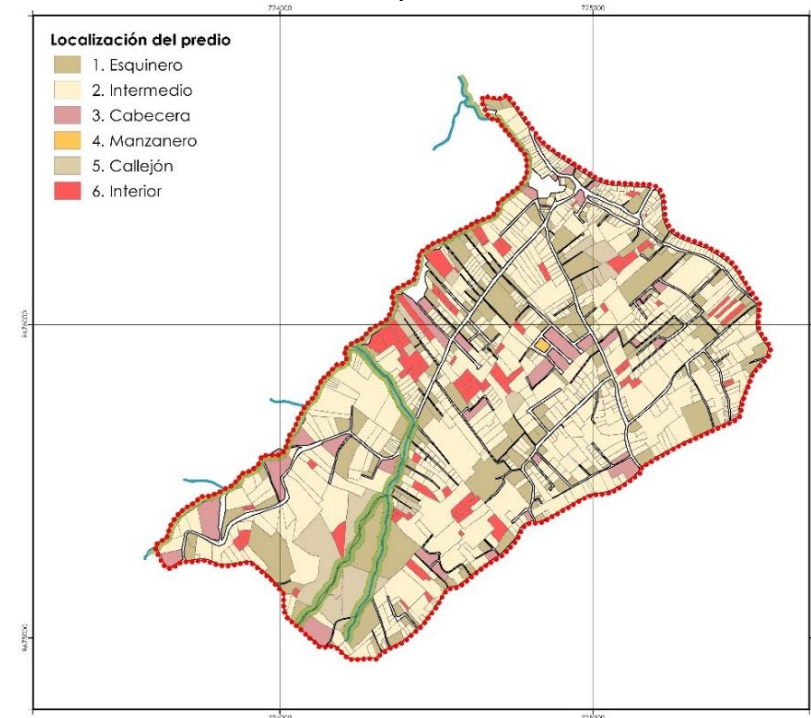 724000
725000
Localización del predio
1. Esquinero
2. Intermedio
3. Cabecera
4. Manzanero
5. Callejón
6. Interior